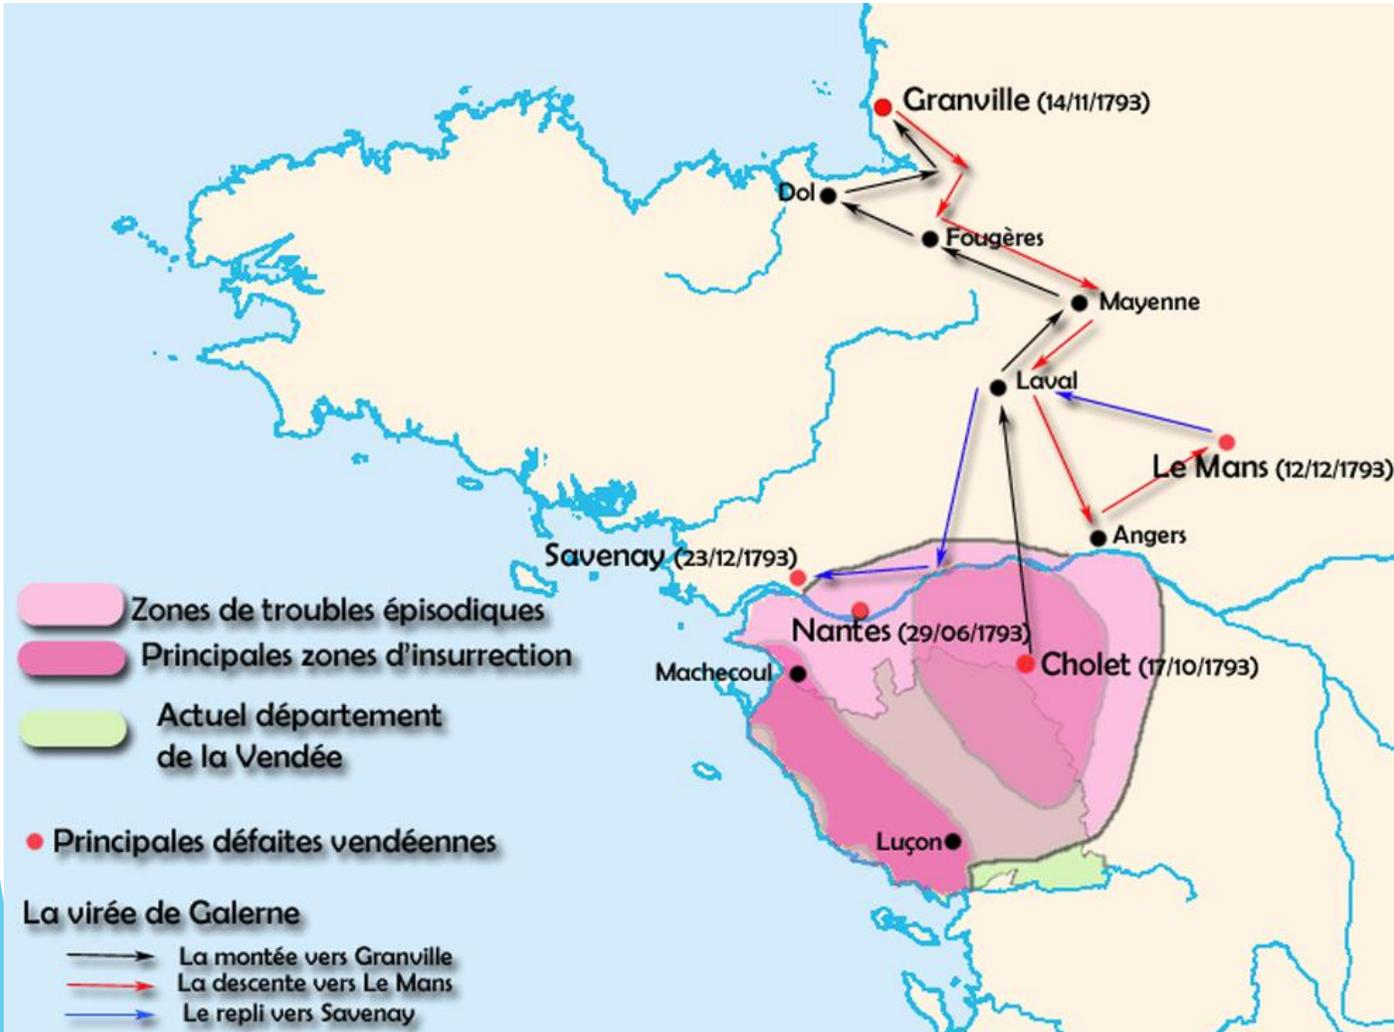 Granville (14/11/1793)
Dol
Fougères
Mayenne
Laval
Le Mans (12/12/1793)
Angers
Savenay (23/12/1793)
Nantes (29/06/1793)
Machecoul
Cholet (17/10/1793)
Luçon
Zones de troubles épisodiques
Principales zones d'insurrection
Actuel département
de la Vendée
Principales défaites vendéennes
La virée de Galerne
La montée vers Granville
La descente vers Le Mans
Le repli vers Savenay